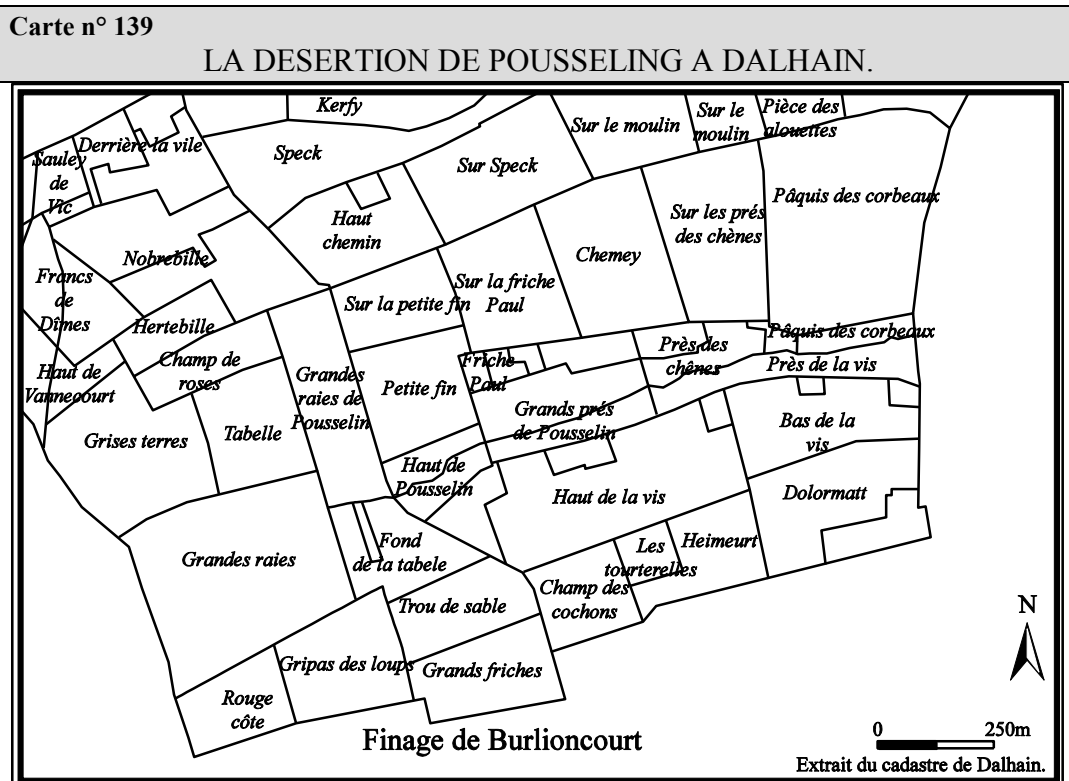 Carte n° 139
LA DESERTION DE POUSSELING A DALHAIN.
Kerfy
Sur le moulin
Sur le
moulin
Pièce des
alouettes
Derrière la vile
Sauley
de
Vic
Speck
Sur Speck
Pâquis des corbeaux
Haut
chemin
Sur les prés
des chènes
Nobrebille
Chemey
Francs
de
Dîmes
Sur la petite fin
Sur la friche
Paul
Hertebille
Pâquis des corbeaux
Haut de
Vannecourt
Champ de
roses
Grandes
raies de
Pousselin
Petite fin
Friche
Paul
Près des
chênes
Près de la vis
Grises terres
Tabelle
Grands prés
de Pousselin
Bas de la
vis
Haut de
Pousselin
Haut de la vis
Dolormatt
Grandes raies
Fond
de la tabele
Les
tourterelles
Heimeurt
Champ des
cochons
Trou de sable
N
Gripas des loups
Grands friches
Rouge
côte
Finage de Burlioncourt
0 250m
Extrait du cadastre de Dalhain.